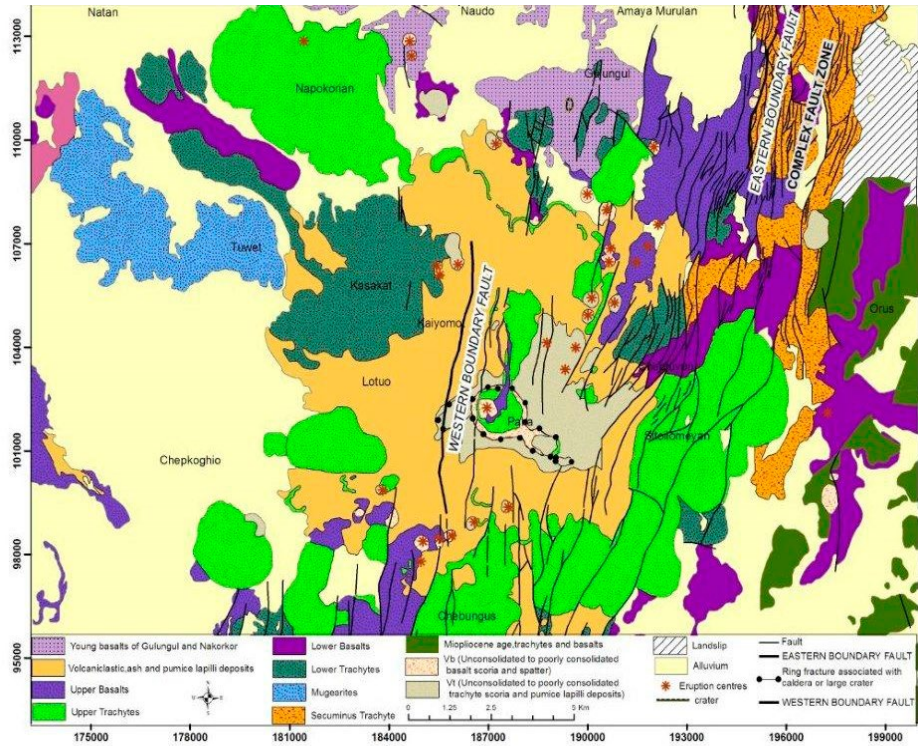 Natan
Naudo
Amaya Murulan
113000
Napokorian
EASTERN BOUNDARY FAULT
COMPLEX FAULT ZONE
110000
107000
Tuwet
Kasakat
Orus
Kaiyomo
104000
WESTERN BOUNDARY FAULT
Lotuo
Paka
101000
Chepkoghio
98000
Chebungus
95000
Young basalts of Gulungul and Nakorkor
Volcaniclastic,ash and pumice lapilli deposits
Upper Basalts
Upper Trachytes
Lower Basalts
Lower Trachytes
Mugearites
Secuminus Trachyte
Mopliocene age,trachytes and basalts
Vb (Unconsolidated to poorly consolidated
basalt scoria and spatter)
Vt (Unconsolidated to poorly consolidated
trachyte scoria and pumice lapilli deposits)
0 1.25 2.5 5 Km
Landslip
Alluvium
Eruption centres
crater
Fault
EASTERN BOUNDARY FAULT
Ring fracture associated with
caldera or large crater
WESTERN BOUNDARY FAULT
N
E
S
W
175000 178000 181000 184000 187000 190000 193000 196000 199000